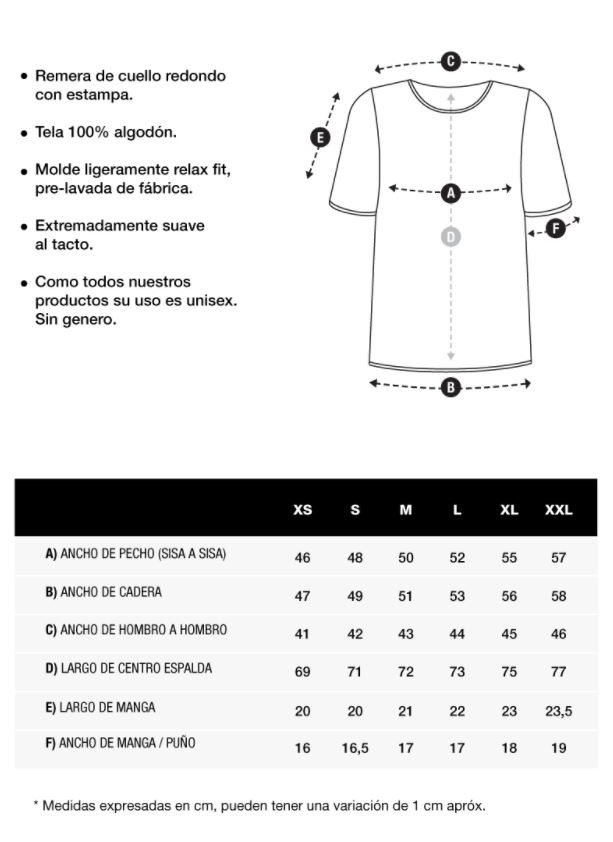 • Remera de cuello redondo
con estampa.
• Tela 100% algodón.
• Molde ligeramente relax fit,
pre-lavada de fábrica.
• Extremadamente suave
al tacto.
• Como todos nuestros
productos su uso es unisex.
Sin genero.
C
E
A
F
D
B
XS S M L XL XXL
A) ANCHO DE PECHO (SISA A SISA) 46 48 50 52 55 57
B) ANCHO DE CADERA 47 49 51 53 56 58
C) ANCHO DE HOMBRO A HOMBRO 41 42 43 44 45 46
D) LARGO DE CENTRO ESPALDA 69 71 72 73 75 77
E) LARGO DE MANGA 20 20 21 22 23 23,5
F) ANCHO DE MANGA / PUÑO 16 16,5 17 17 18 19
* Medidas expresadas en cm, pueden tener una variación de 1 cm apróx.